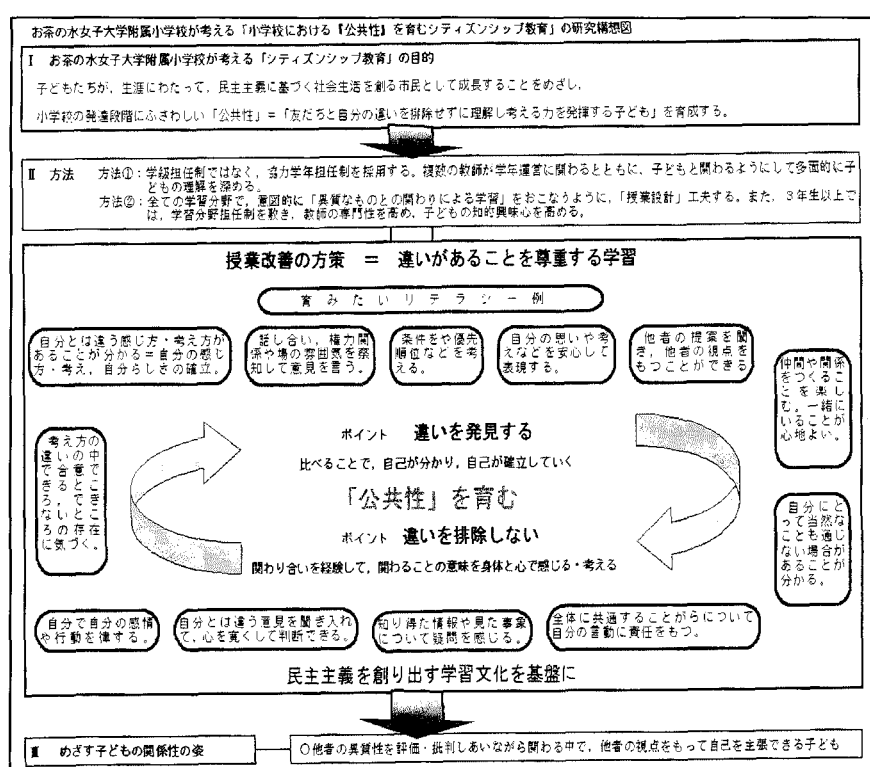 お茶の水女子大学附属小学校が考える「小学校における『公共性』を育むシティズンシップ教育」の研究構想図
Ⅰ お茶の水女子大学附属小学校が考える「シティズンシップ教育」の目的
子どもたちが，生涯にわたって，民主主義に基づく社会生活を創る市民として成長することをめざし，
小学校の発達段階にふさわしい「公共性」＝「友だちと自分の違いを排除せずに理解し考える力を発揮する子ども」を育成する。
Ⅱ 方法 方法①：学級担任制ではなく，協力学年担任制を採用する。複数の教師が学年運営に関わるとともに，子どもと関わるようにして多面的に子
どもの理解を深める。
方法②：全ての学習分野で，意図的に「異質なものとの関わりによる学習」をおこなうように，「授業設計」工夫する。また，３年生以上で
は，学習分野担任制を敷き，教師の専門性を高め，子どもの知的興味心を高める。
授業改善の方策 ＝ 違いがあることを尊重する学習
育みたいリテラシー例
自分とは違う感じ方・考え方が
あることが分かる＝自分の感じ
方・考え，自分らしさの確立。
話し合い，権力関
係や場の雰囲気を察
知して意見を言う。
条件をや優先
順位などを考
える。
自分の思いや考
えなどを安心して
表現する。
他者の提案を聞
き，他者の視点を
もつことができる
仲間や関係
をつくるこ
とを楽し
む。一緒に
いることが
心地よい。
考え方の
違いの中
で合意で
きるとこ
ろ，でき
ないとこ
ろの存在
に気づく。
ポイント 違いを発見する
比べることで，自己が分かり，自己が確立していく
「公共性」を育む
ポイント 違いを排除しない
関わり合いを経験して，関わることの意味を身体と心で感じる・考える
自分にと
って当然な
ことも通じ
ない場合が
あることが
分かる。
自分で自分の感情
や行動を律する。
自分とは違う意見を聞き入れ
て，心を寛くして判断できる。
知り得た情報や見た事象
について疑問を感じる。
全体に共通することがらについて
自分の言動に責任をもつ。
民主主義を創り出す学習文化を基盤に
Ⅲ めざす子どもの関係性の姿
○他者の異質性を評価・批判しあいながら関わる中で，他者の視点をもって自己を主張できる子ども